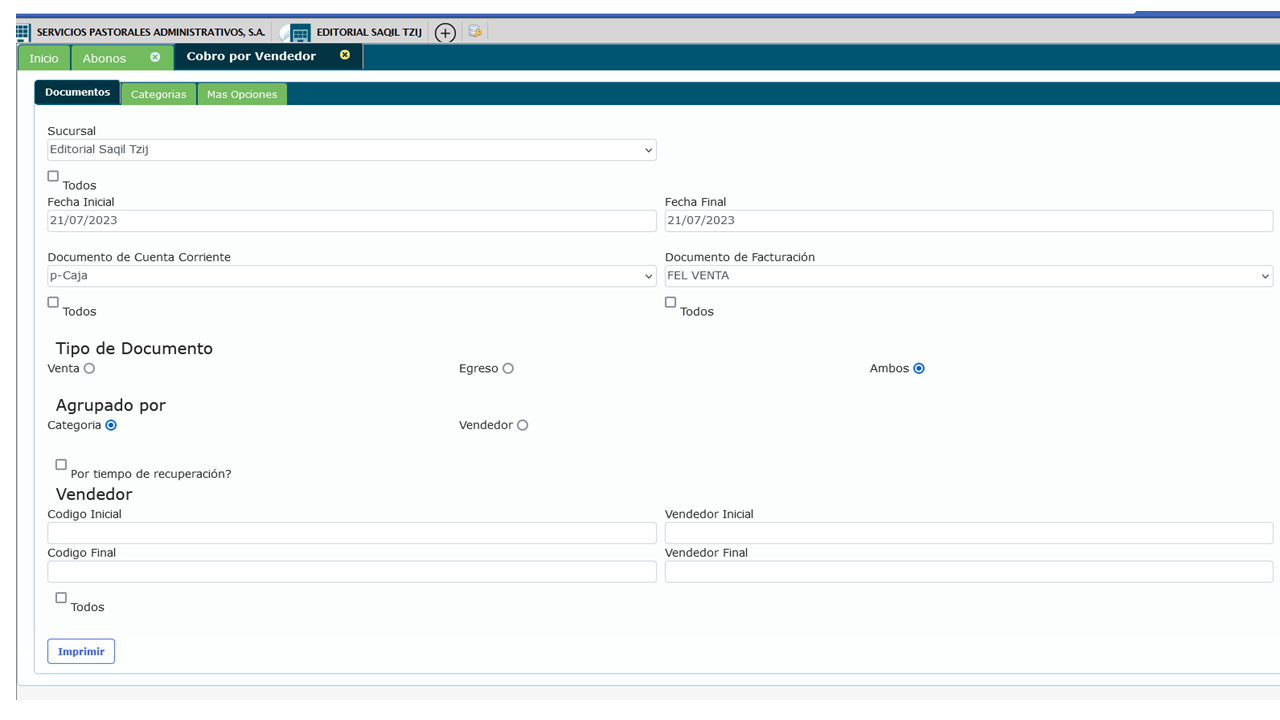 SERVICIOS PASTORALES ADMINISTRATIVOS, S.A. EDITORIAL SAQIL TZIJ
Inicio Abonos Cobro por Vendedor
Documentos Categorias Mas Opciones
Sucursal
Editorial Saqil Tzij
Todos
Fecha Inicial Fecha Final
21/07/2023 21/07/2023
Documento de Cuenta Corriente Documento de Facturación
p-Caja FEL VENTA
Todos Todos
Tipo de Documento
Venta Egreso Ambos
Agrupado por
Categoria Vendedor
Por tiempo de recuperación?
Vendedor
Codigo Inicial Vendedor Inicial
Codigo Final Vendedor Final
Todos
Imprimir